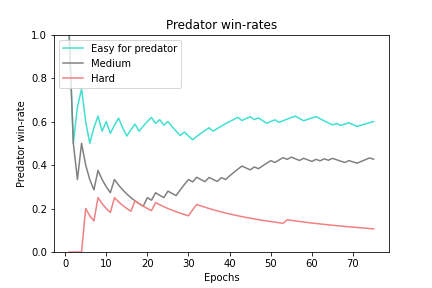 Predator win-rates
Easy for predator
Medium
Hard
Predator win-rate
1.0
0.8
0.6
0.4
0.2
0.0
0 10 20 30 40 50 60 70
Epochs